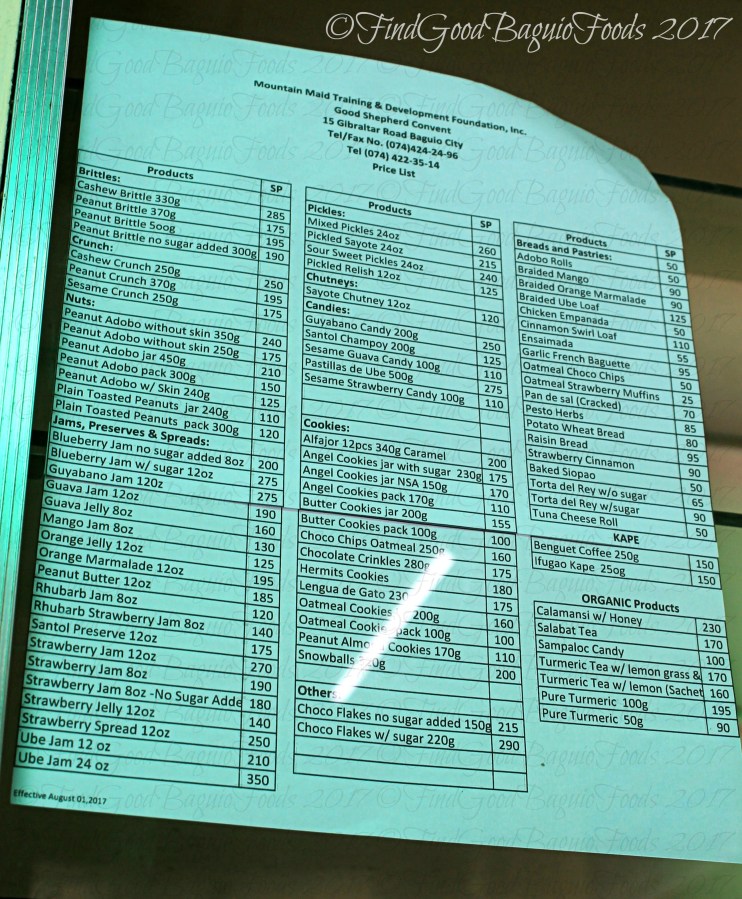 ©FindGoodBaguioFoods 2017
Mountain Maid Training & Development Foundation, Inc.
Good Shepherd Convent
15 Gibraltar Road Baguio City
Tel/Fax No. (074)424-24-96
Tel (074) 422-35-14
Price List
Products SP
Brittles:
Cashew Brittle 330g 285
Peanut Brittle 370g 175
Peanut Brittle 5oog 195
Peanut Brittle no sugar added 300g 190
Crunch:
Cashew Crunch 250g 250
Peanut Crunch 370g 195
Sesame Crunch 250g 175
Nuts:
Peanut Adobo without skin 350g 240
Peanut Adobo without skin 250g 175
Peanut Adobo jar 450g 210
Peanut Adobo pack 300g 150
Peanut Adobo w/ Skin 240g 125
Plain Toasted Peanuts jar 240g 110
Plain Toasted Peanuts pack 300g 120
Jams, Preserves & Spreads:
Blueberry Jam no sugar added 8oz 200
Blueberry Jam w/ sugar 12oz 275
Guyabano Jam 120z 275
Guava Jam 12oz 190
Guava Jelly 8oz 160
Mango Jam 8oz 130
Orange Jelly 12oz 125
Orange Marmalade 12oz 195
Peanut Butter 12oz 185
Rhubarb Jam 8oz 120
Rhubarb Strawberry Jam 8oz 140
Santol Preserve 12oz 175
Strawberry Jam 12oz 270
Strawberry Jam 8oz 190
Strawberry Jam 8oz -No Sugar Adde 180
Strawberry Jelly 12oz 140
Strawberry Spread 12oz 250
Ube Jam 12 oz 210
Ube Jam 24 oz 350
Effective August 01,2017
Products SP
Pickles:
Mixed Pickles 24oz 260
Pickled Sayote 24oz 215
Sour Sweet Pickles 24oz 240
Pickled Relish 12oz 125
Chutneys:
Sayote Chutney 12oz 120
Candies:
Guyabano Candy 200g 250
Santol Champoy 200g 125
Sesame Guava Candy 100g 110
Pastillas de Ube 500g 275
Sesame Strawberry Candy 100g 110
Cookies:
Alfajor 12pcs 340g Caramel 200
Angel Cookies jar with sugar 230g 175
Angel Cookies jar NSA 150g 170
Angel Cookies pack 170g 110
Butter Cookies jar 200g 155
Butter Cookies pack 100g 100
Choco Chips Oatmeal 250g 160
Chocolate Crinkles 280g 175
Hermits Cookies 180
Lengua de Gato 230 175
Oatmeal Cookies 200g 160
Oatmeal Cookies pack 100g 100
Peanut Almond Cookies 170g 110
Snowballs 200
Others:
Choco Flakes no sugar added 150g 215
Choco Flakes w/ sugar 220g 290
Products SP
Breads and Pastries:
Adobo Rolls 50
Braided Mango 90
Braided Orange Marmalade 90
Braided Ube Loaf 125
Chicken Empanada 50
Cinnamon Swirl Loaf 110
Ensaimada 55
Garlic French Baguette 95
Oatmeal Choco Chips 50
Oatmeal Strawberry Muffins 25
Pan de sal (Cracked) 70
Pesto Herbs 85
Potato Wheat Bread 80
Raisin Bread 95
Strawberry Cinnamon 90
Baked Siopao 50
Torta del Rey w/o sugar 65
Torta del Rey w/sugar 90
Tuna Cheese Roll 50
KAPE
Benguet Coffee 250g 150
Ifugao Kape 25og 150
ORGANIC Products
Calamansi w/ Honey 230
Salabat Tea 170
Sampaloc Candy 100
Turmeric Tea w/ lemon grass & 170
Turmeric Tea w/ lemon (Sachet 160
Pure Turmeric 100g 195
Pure Turmeric 50g 90